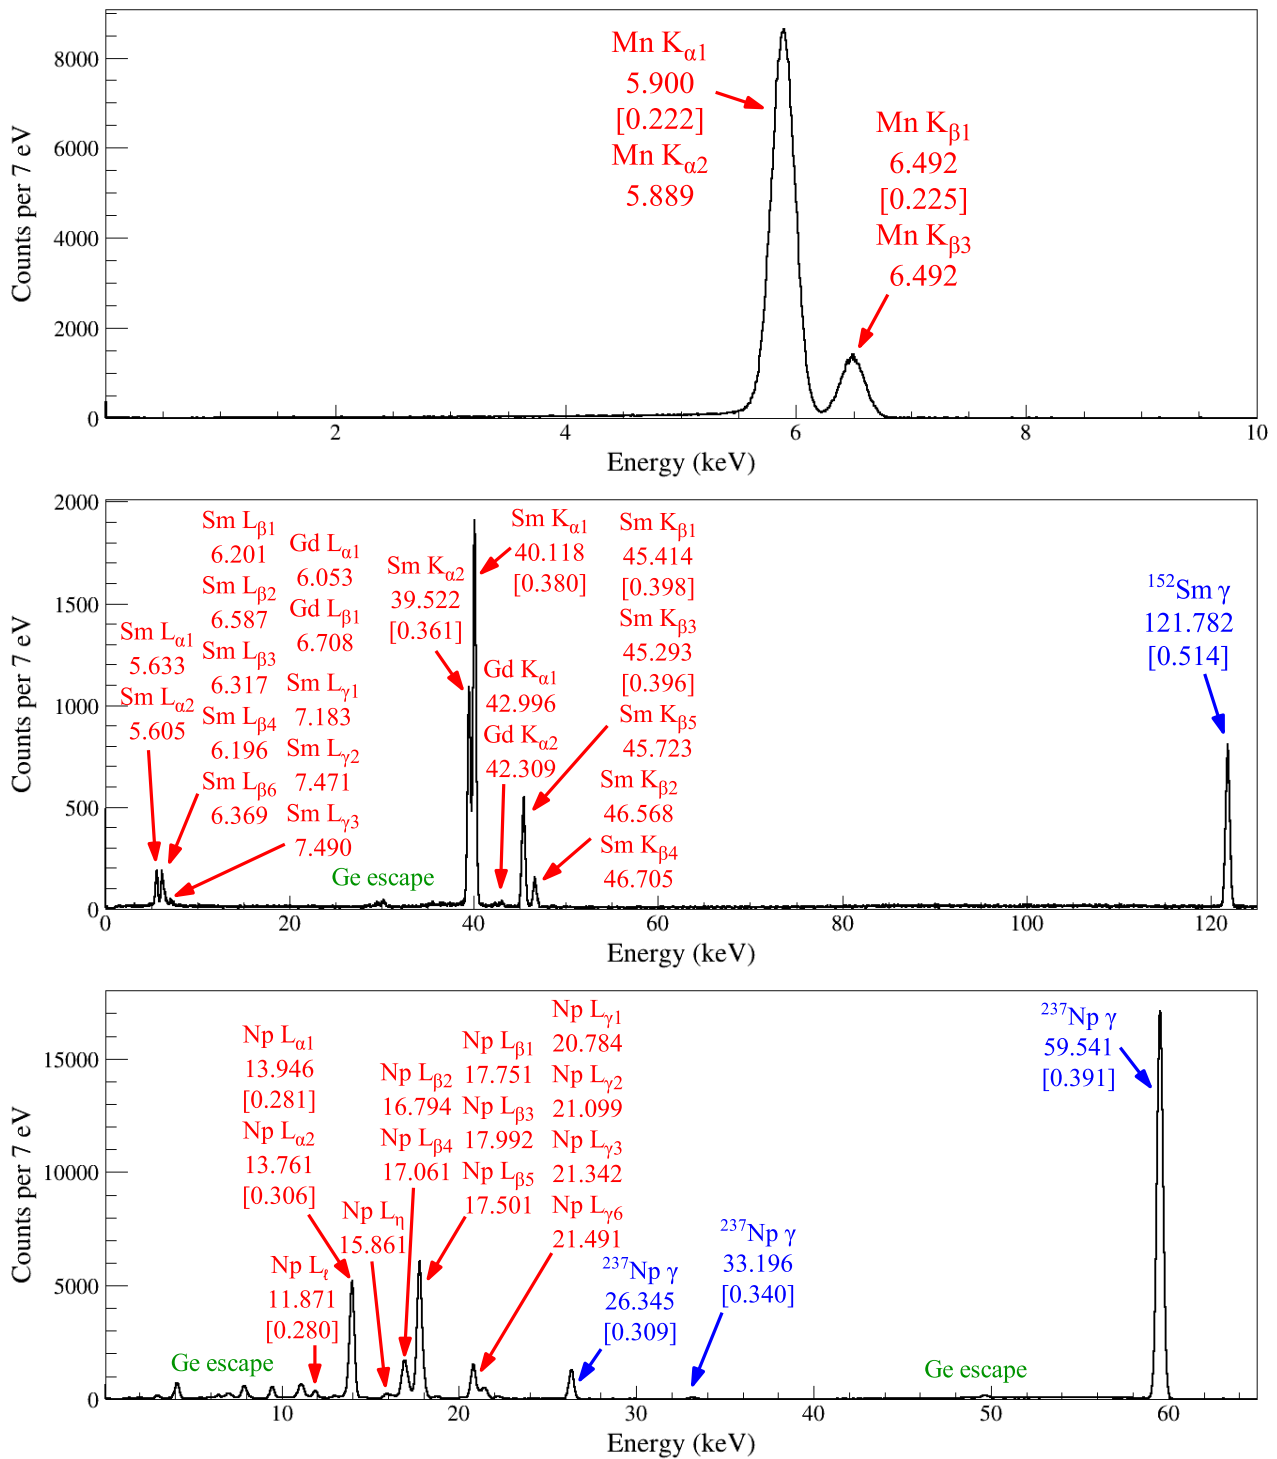 Counts per 7 eV
8000
6000
4000
2000
0
Mn Kα1
5.900
[0.222]
Mn Kα2
5.889
Mn Kβ1
6.492
[0.225]
Mn Kβ3
6.492
2
4
6
8
10
Energy (keV)
Counts per 7 eV
2000
1500
1000
500
0
Sm Lα1
5.633
Sm Lα2
5.605
Sm Lβ1
6.201
Sm Lβ2
6.587
Sm Lβ3
6.317
Sm Lβ4
6.196
Sm Lβ6
6.369
Gd Lα1
6.053
Gd Lβ1
6.708
Sm Lγ1
7.183
Sm Lγ2
7.471
Sm Lγ3
7.490
Ge escape
Sm Kα2
39.522
[0.361]
Sm Kα1
40.118
[0.380]
Gd Kα1
42.996
Gd Kα2
42.309
Sm Kβ1
45.414
[0.398]
Sm Kβ3
45.293
[0.396]
Sm Kβ5
45.723
Sm Kβ2
46.568
Sm Kβ4
46.705
152Sm γ
121.782
[0.514]
0
20
40
60
80
100
120
Energy (keV)
Counts per 7 eV
15000
10000
5000
0
Ge escape
Np Lℓ
11.871
[0.280]
Np Lα1
13.946
[0.281]
Np Lα2
13.761
[0.306]
Np Lη
15.861
Np Lβ2
16.794
Np Lβ4
17.061
Np Lβ1
17.751
Np Lβ3
17.992
Np Lβ5
17.501
Np Lγ1
20.784
Np Lγ2
21.099
Np Lγ3
21.342
Np Lγ6
21.491
237Np γ
26.345
[0.309]
237Np γ
33.196
[0.340]
Ge escape
237Np γ
59.541
[0.391]
10
20
30
40
50
60
Energy (keV)